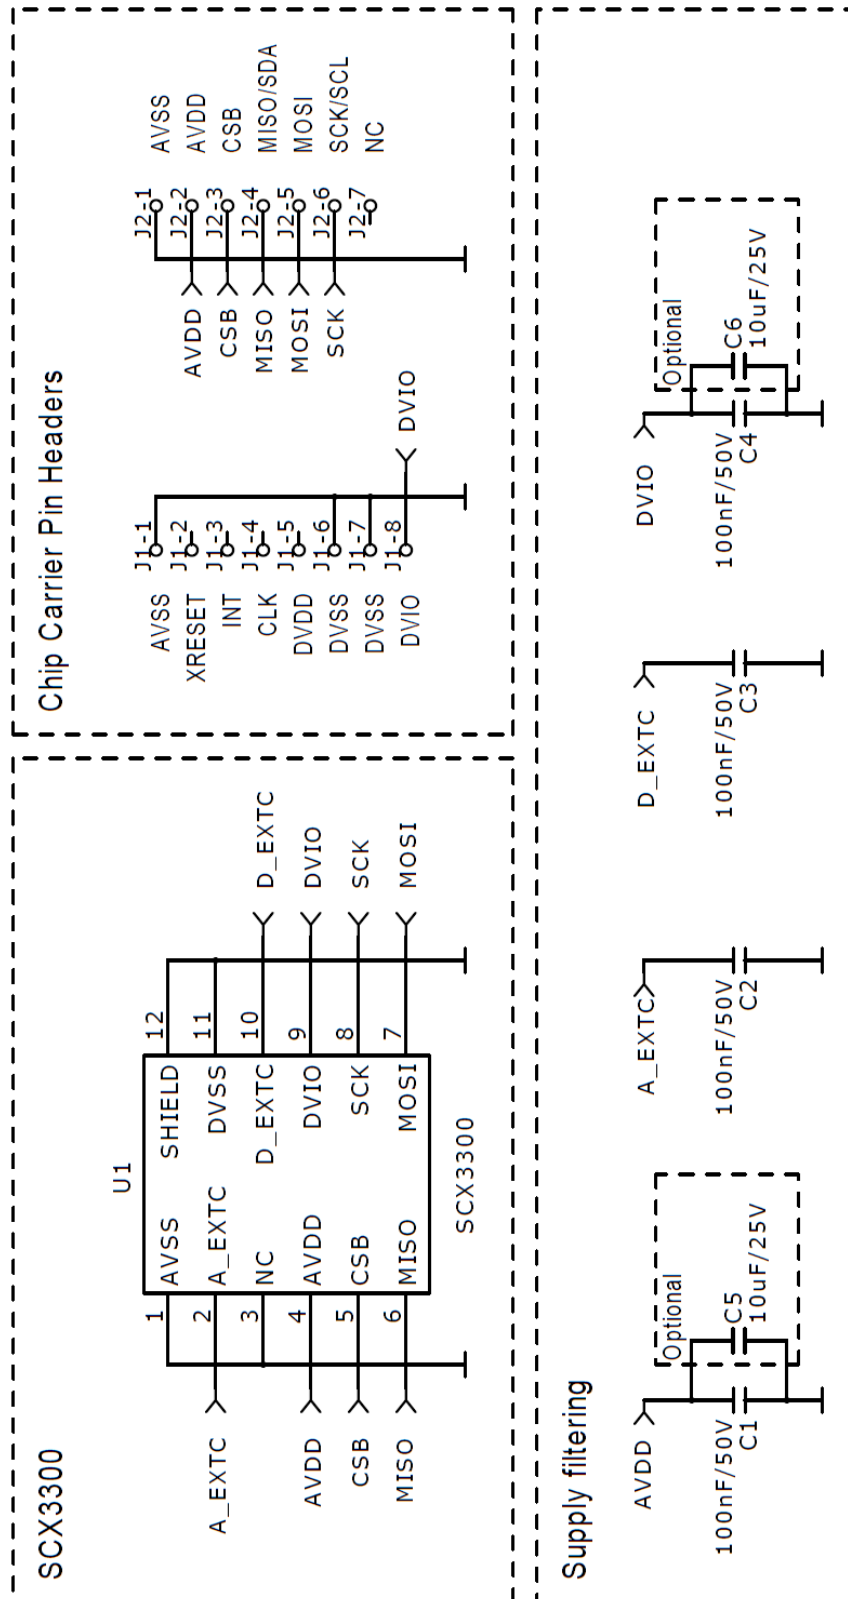 SCX3300
U1
1 AVSS
2 A_EXTC
3 NC
4 AVDD
5 CSB
6 MISO
SHIELD 12
DVSS 11
D_EXTC 10
DVIO 9
SCK 8
MOSI 7
A_EXTC
AVDD
CSB
MISO
D_EXTC
DVIO
SCK
MOSI
SCX3300
Chip Carrier Pin Headers
AVSS J1-1
XRESET J1-2
INT J1-3
CLK J1-4
DVDD J1-5
DVSS J1-6
DVSS J1-7
DVIO J1-8
DVIO
AVDD
CSB
MISO
MOSI
SCK
J2-1 AVSS
J2-2 AVDD
J2-3 CSB
J2-4 MISO/SDA
J2-5 MOSI
J2-6 SCK/SCL
J2-7 NC
Supply filtering
AVDD
100nF/50V
C1
Optional
C5
10uF/25V
A_EXTC
100nF/50V
C2
D_EXTC
100nF/50V
C3
DVIO
100nF/50V
C4
Optional
C6
10uF/25V